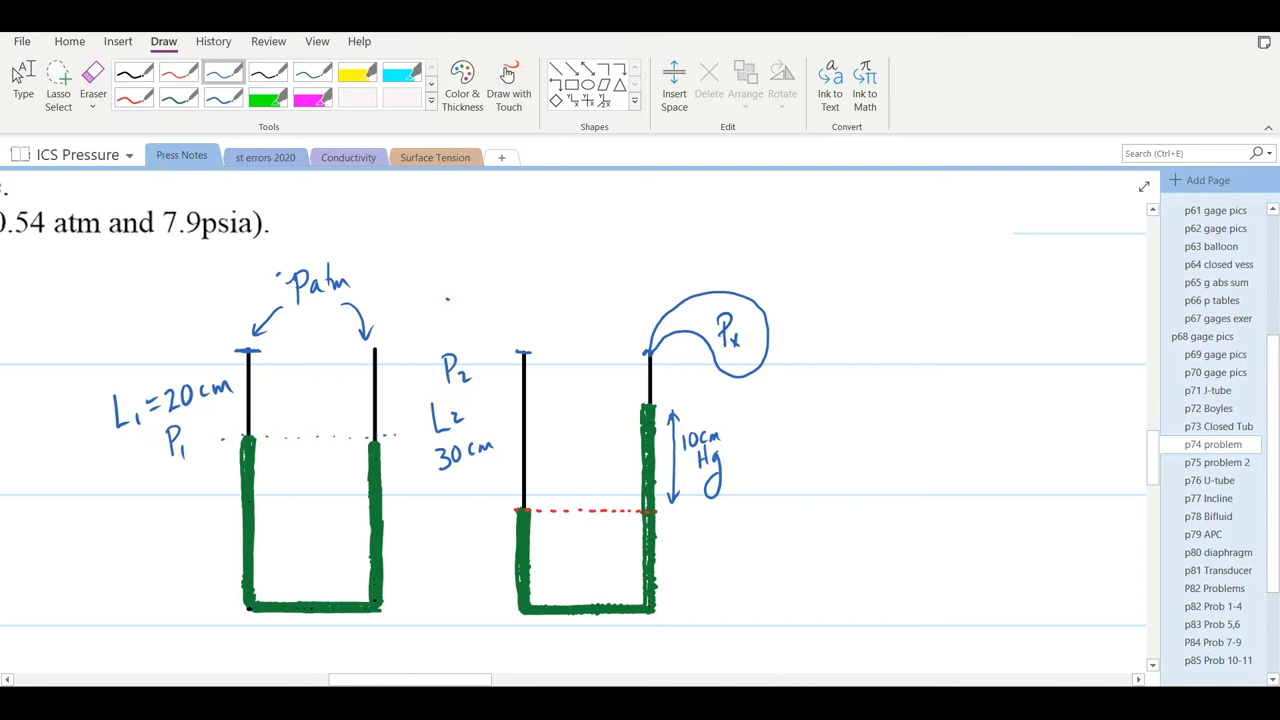 File Home Insert Draw History Review View Help
Type
Lasso Select
Eraser
Color & Thickness
Draw with Touch
Insert Space
Delete
Arrange
Rotate
Ink to Text
Ink to Math
Tools
Shapes
Edit
Convert
ICS Pressure
Press Notes
st errors 2020
Conductivity
Surface Tension
Search (Ctrl+E)
Add Page
0.54 atm and 7.9psia).
Patm
L1 = 20 cm
P1
P2
L2
30 cm
Px
10cm
Hg
p61 gage pics
p62 gage pics
p63 balloon
p64 closed vess
p65 g abs sum
p66 p tables
p67 gages exer
p68 gage pics
p69 gage pics
p70 gage pics
p71 J-tube
p72 Boyles
p73 Closed Tub
p74 problem
p75 problem 2
p76 U-tube
p77 Incline
p78 Bifluid
p79 APC
p80 diaphragm
p81 Transducer
P82 Problems
p82 Prob 1-4
p83 Prob 5,6
P84 Prob 7-9
p85 Prob 10-11